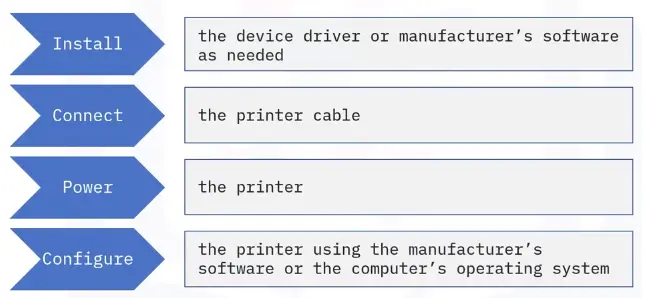 Install
the device driver or manufacturer's software
as needed
Connect
the printer cable
Power
the printer
Configure
the printer using the manufacturer's
software or the computer's operating system